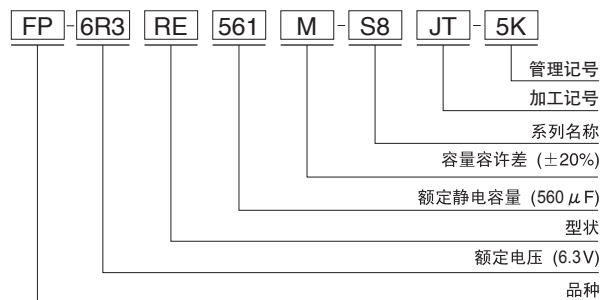 FP-6R3 RE 561 M-S8 JT-5K
管理记号
加工记号
系列名称
容量容许差 (±20%)
额定静电容量 (560μF)
型状
额定电压 (6.3V)
品种